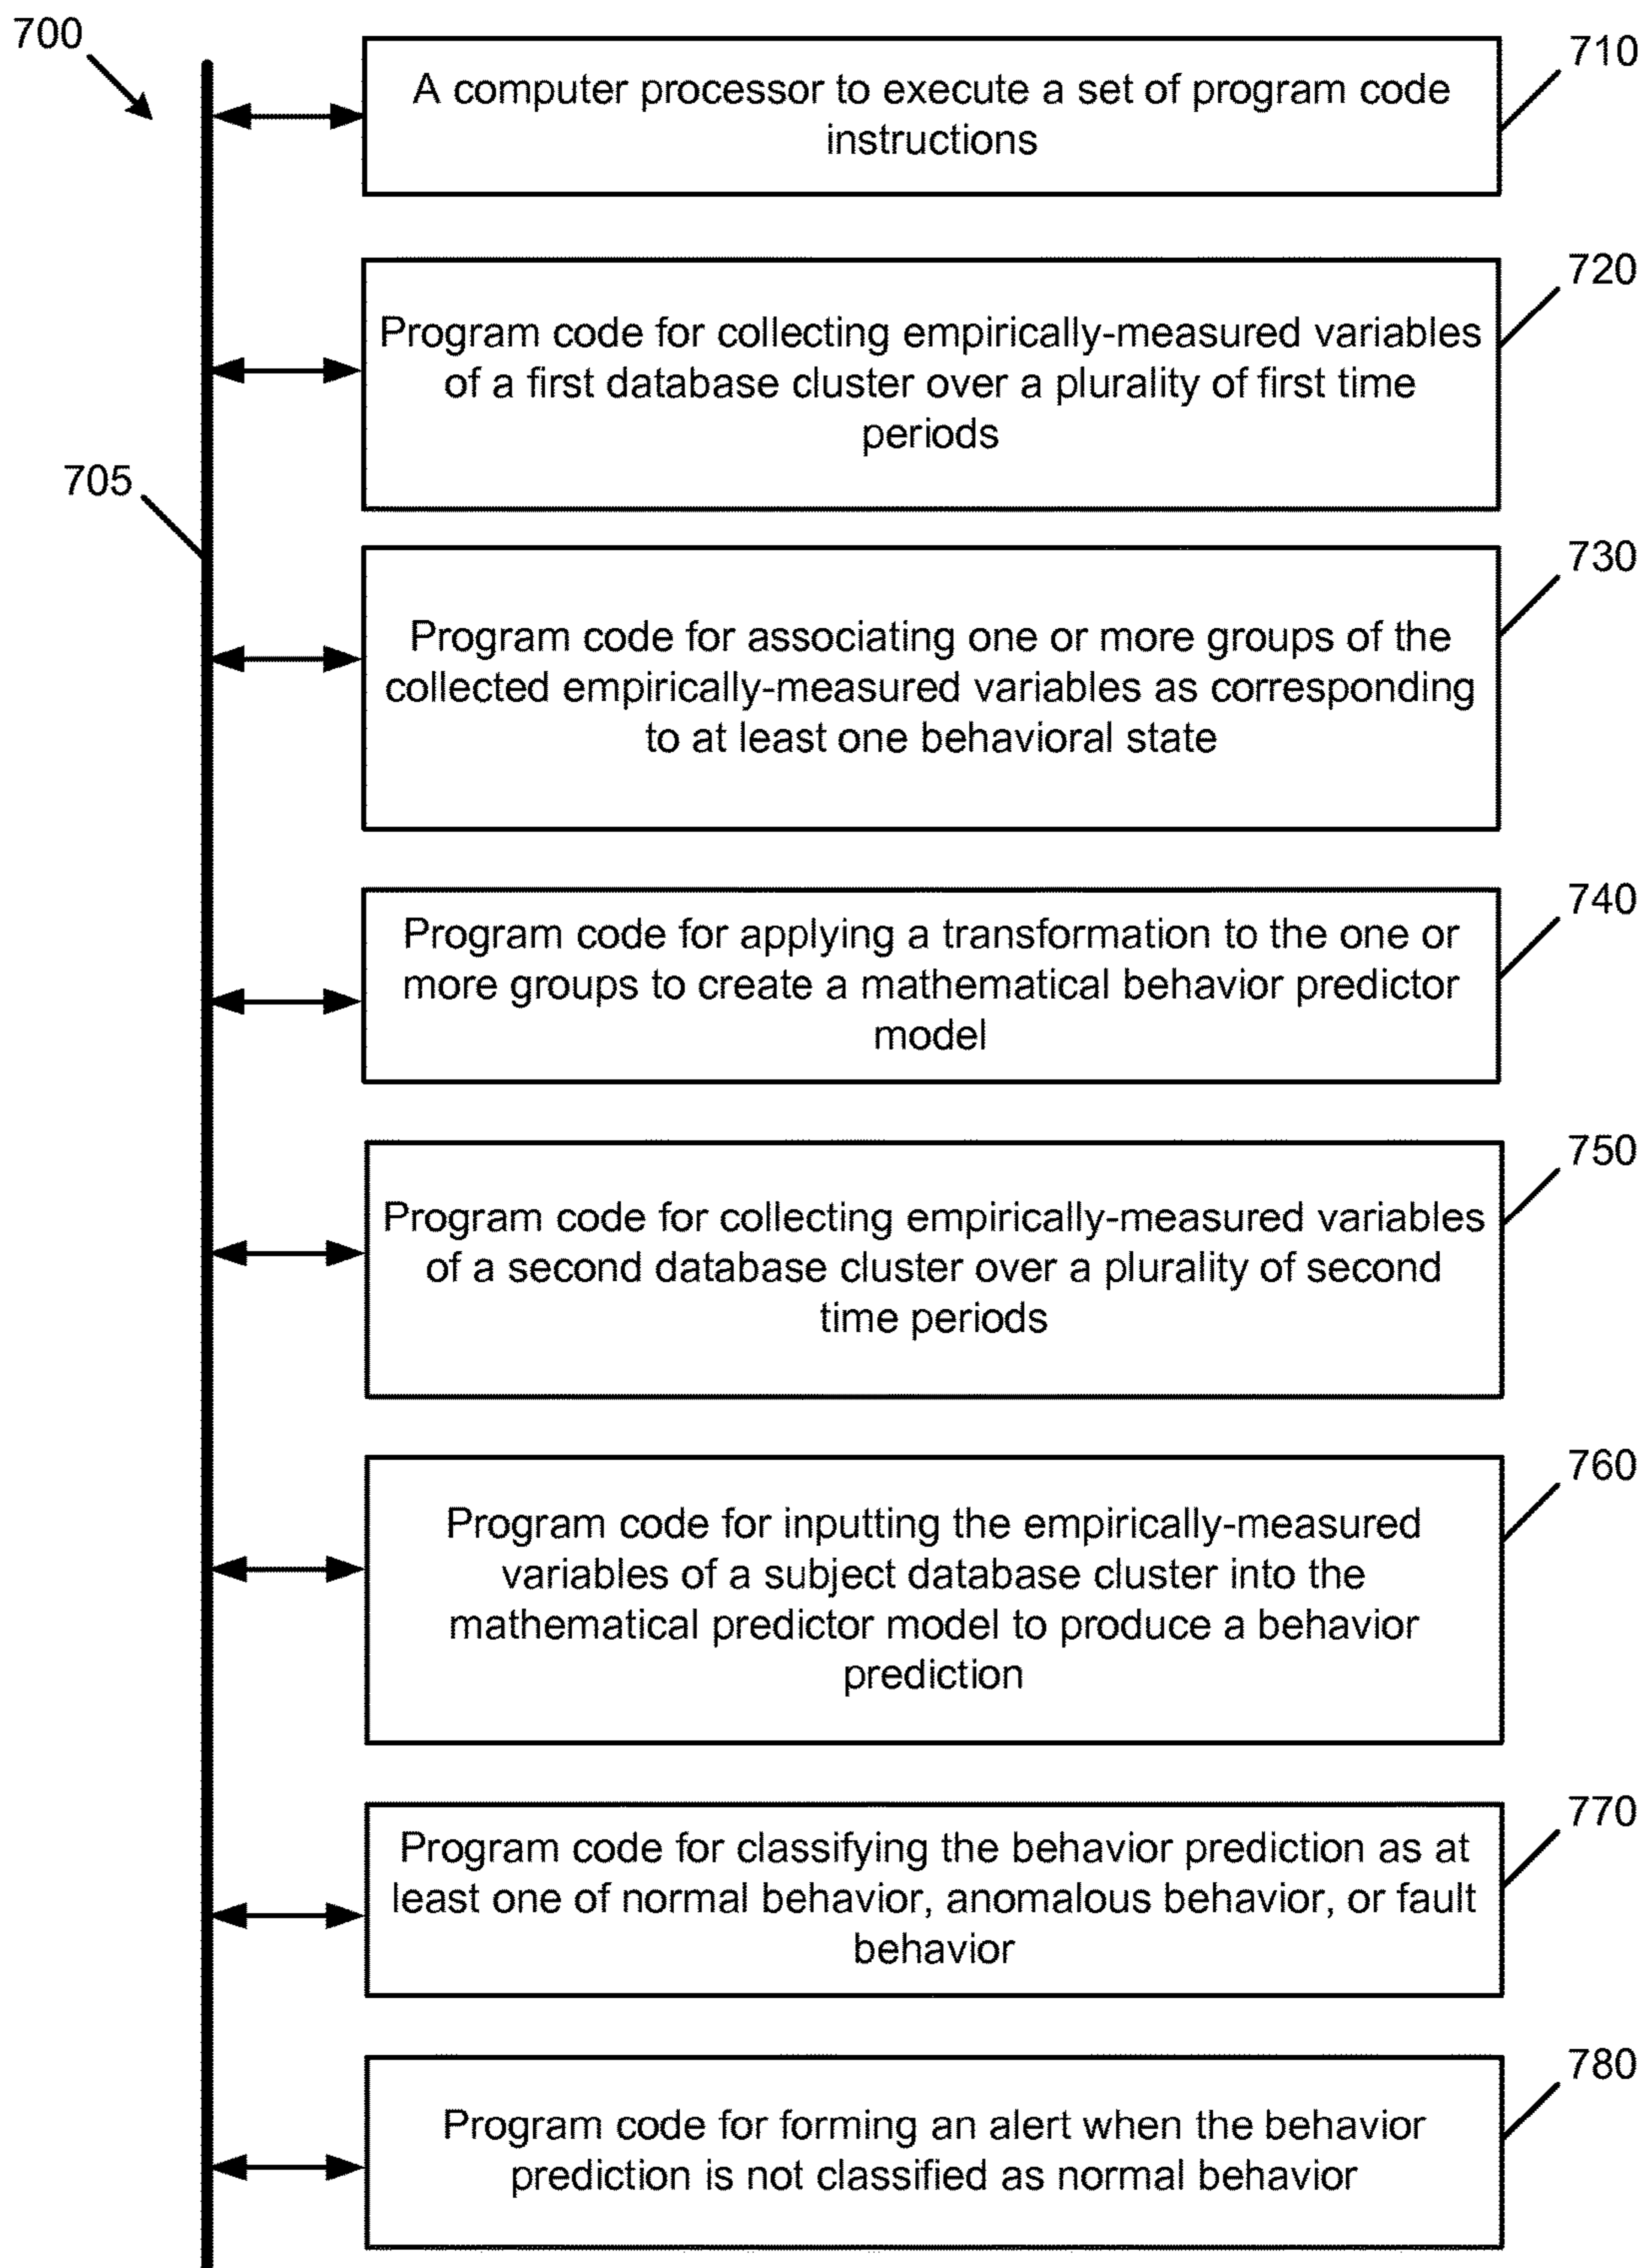 700
710
A computer processor to execute a set of program code
instructions
720
Program code for collecting empirically-measured variables
of a first database cluster over a plurality of first time
periods
705
730
Program code for associating one or more groups of the
collected empirically-measured variables as corresponding
to at least one behavioral state
740
Program code for applying a transformation to the one or
more groups to create a mathematical behavior predictor
model
750
Program code for collecting empirically-measured variables
of a second database cluster over a plurality of second
time periods
760
Program code for inputting the empirically-measured
variables of a subject database cluster into the
mathematical predictor model to produce a behavior
prediction
770
Program code for classifying the behavior prediction as at
least one of normal behavior, anomalous behavior, or fault
behavior
780
Program code for forming an alert when the behavior
prediction is not classified as normal behavior